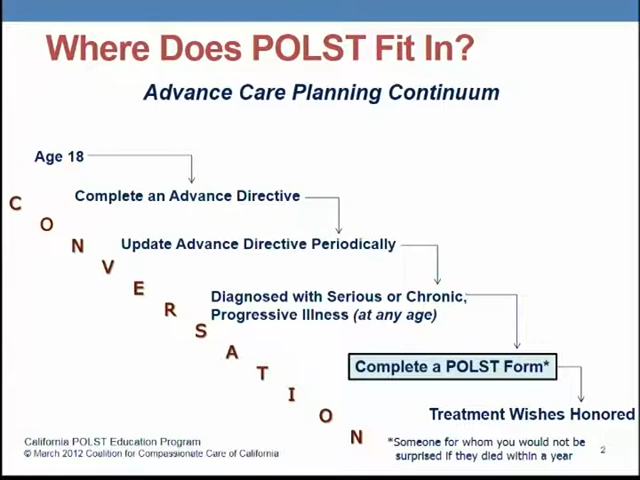 Where Does POLST Fit In?
Advance Care Planning Continuum
Age 18
Complete an Advance Directive
Update Advance Directive Periodically
Diagnosed with Serious or Chronic,
Progressive Illness (at any age)
Complete a POLST Form*
Treatment Wishes Honored
CONVERSATION
California POLST Education Program
© March 2012 Coalition for Compassionate Care of California
*Someone for whom you would not be
surprised if they died within a year
2